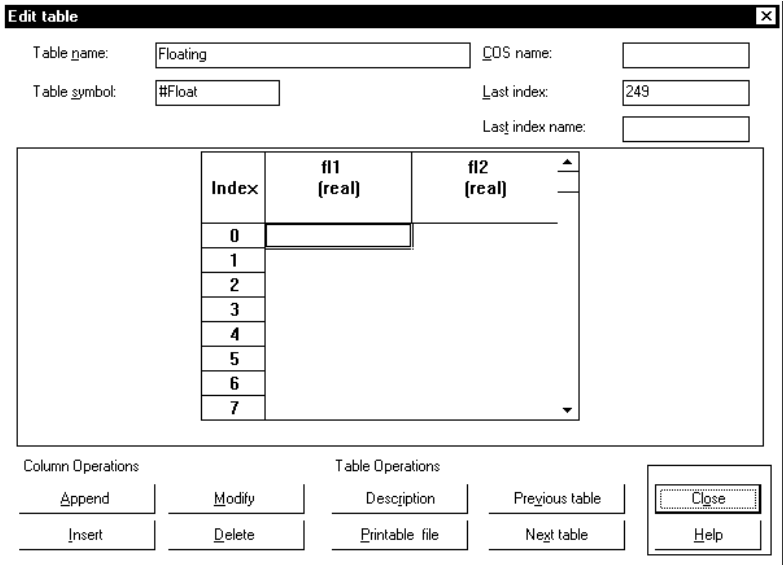 Edit table
Table name: Floating COS name:
Table symbol: #Float Last index: 249
Last index name:
Index fl1 (real) fl2 (real)
0
1
2
3
4
5
6
7
Column Operations Table Operations
Append Modify Description Previous table Close
Insert Delete Printable file Next table Help